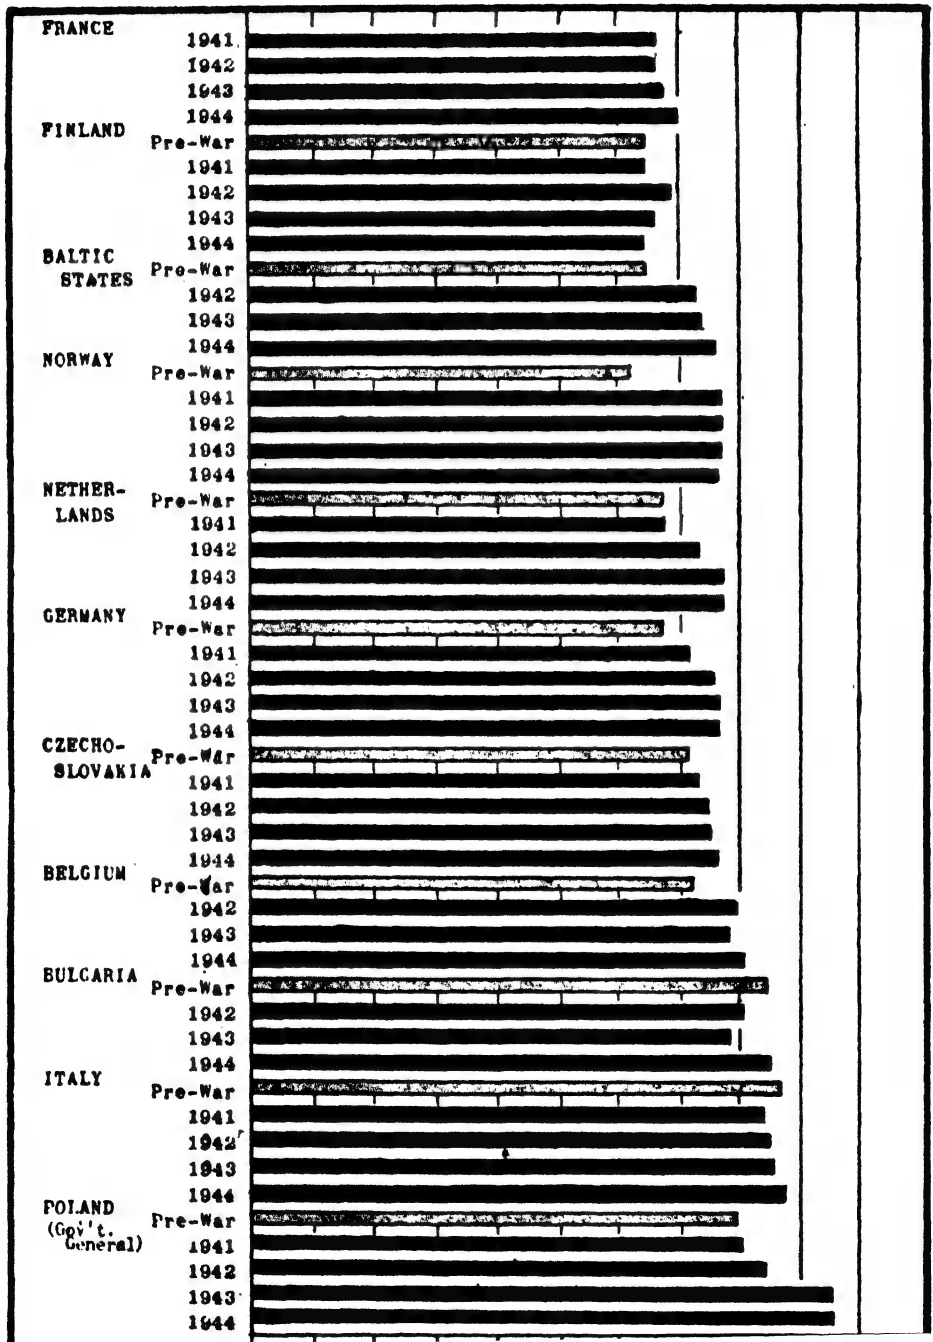 FRANCE
1941
1942
1943
1944
FINLAND
Pre-War
1941
1942
1943
1944
BALTIC
STATES
Pre-War
1942
1943
1944
NORWAY
Pre-War
1941
1942
1943
1944
NETHER-
LANDS
Pre-War
1941
1942
1943
1944
GERMANY
Pre-War
1941
1942
1943
1944
CZECHO-
SLOVAKIA
Pre-War
1941
1942
1943
1944
BELGIUM
Pre-War
1942
1943
1944
BULGARIA
Pre-War
1942
1943
1944
ITALY
Pre-War
1941
1942
1943
1944
POLAND
(Gov't.
General)
Pre-War
1941
1942
1943
1944